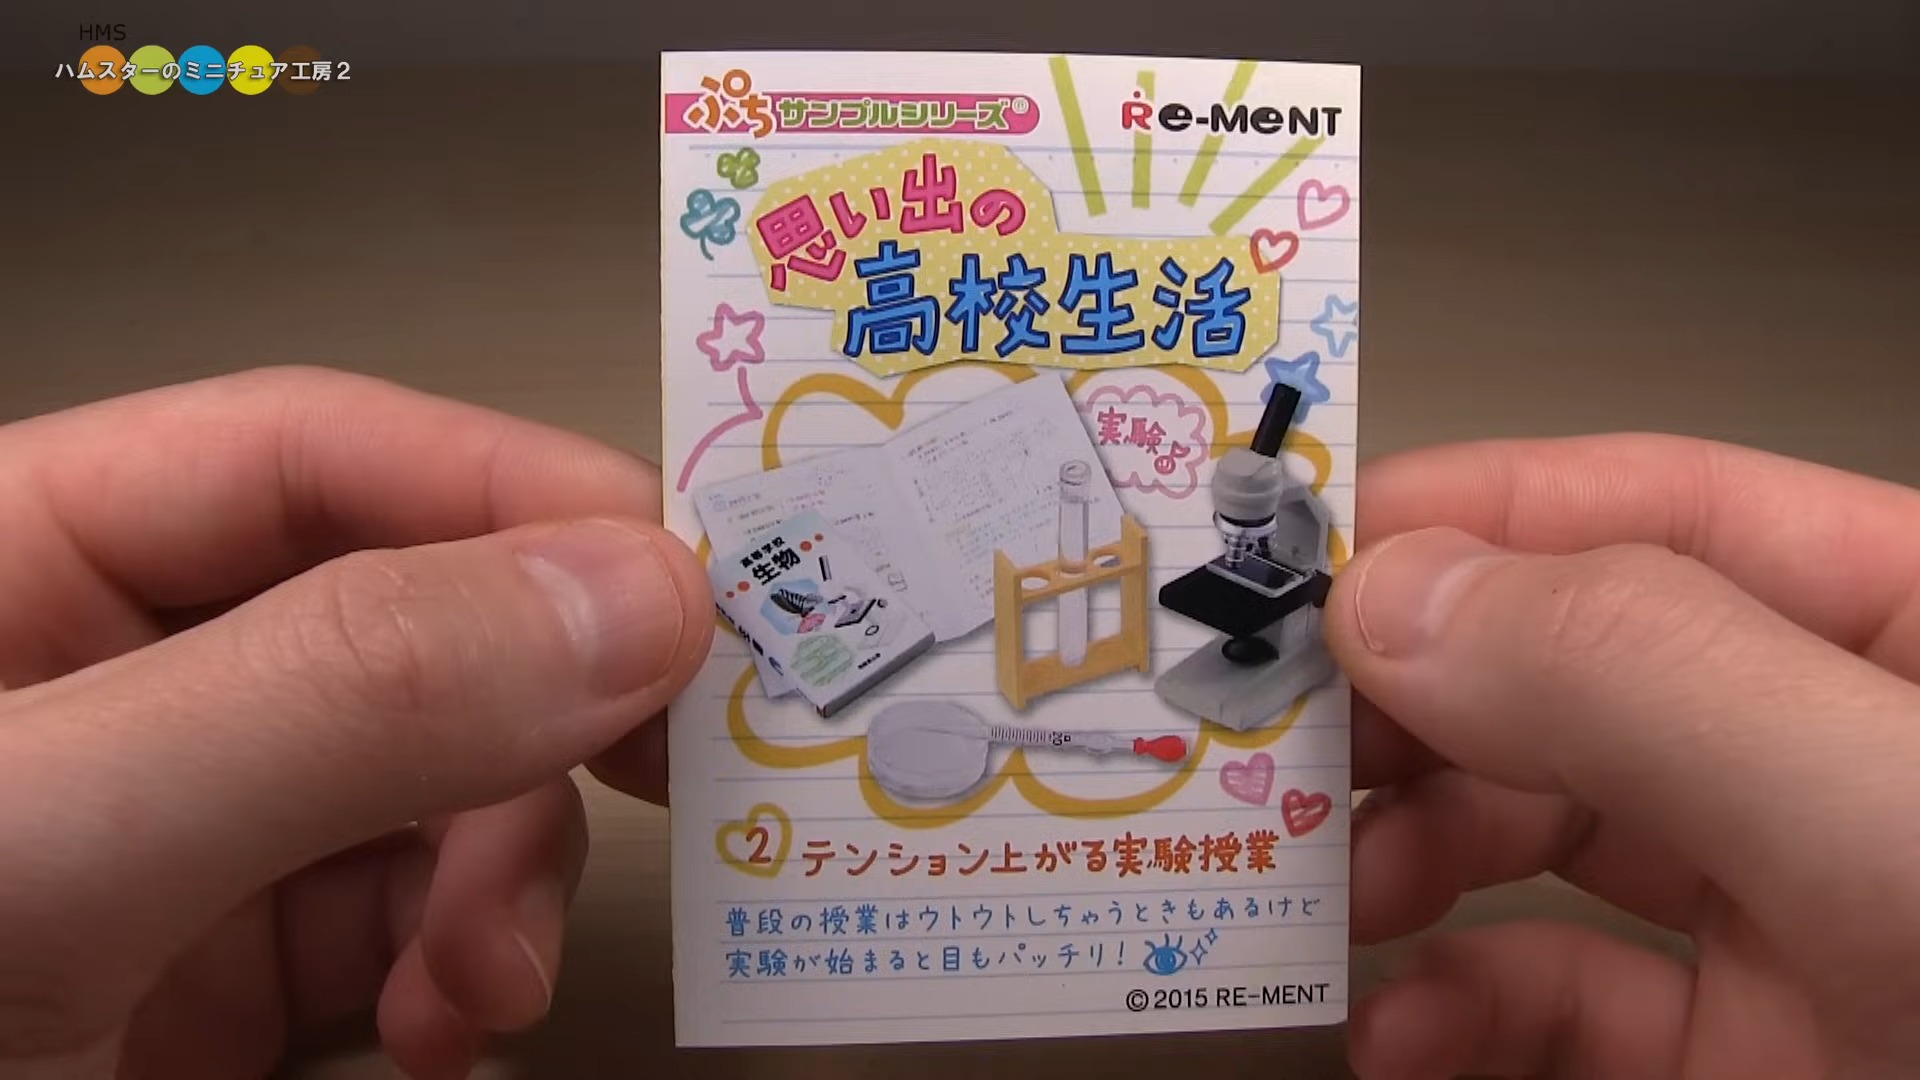 HMS
ハムスターのミニチュア工房2
ぷちサンプルシリーズ®
Re-MeNT
思い出の
高校生活
実験♪
高等学校
生物
2 テンション上がる実験授業
普段の授業はウトウトしちゃうときもあるけど
実験が始まると目もパッチリ!
©2015 RE-MENT